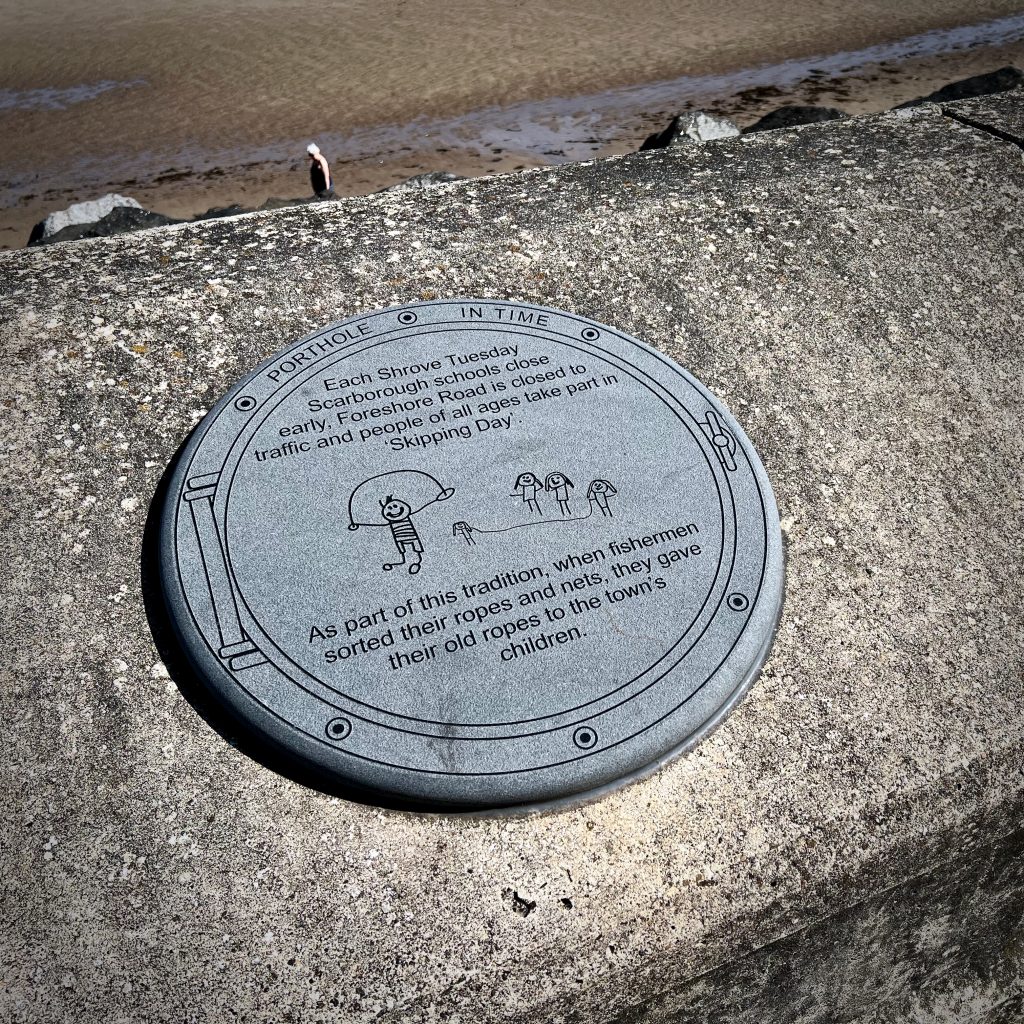 PORTHOLE IN TIME
Each Shrove Tuesday
Scarborough schools close
early, Foreshore Road is closed to
traffic and people of all ages take part in
'Skipping Day'.
As part of this tradition, when fishermen
sorted their ropes and nets, they gave
their old ropes to the town's
children.